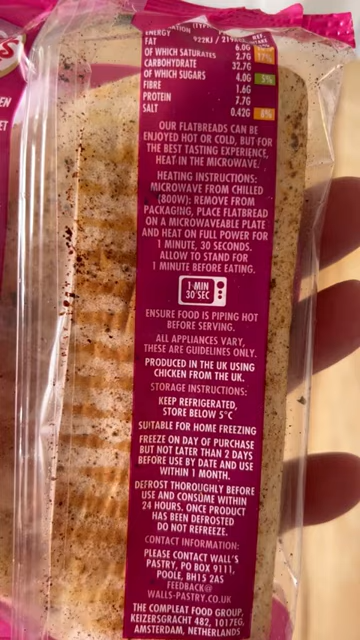 ENERGY 922KJ / 219
FAT 6.0G
OF WHICH SATURATES 2.7G 13%
CARBOHYDRATE 32.7G
OF WHICH SUGARS 4.0G 5%
FIBRE 1.6G
PROTEIN 7.7G
SALT 0.42G 8%
OUR FLATBREADS CAN BE
ENJOYED HOT OR COLD, BUT FOR
THE BEST TASTING EXPERIENCE,
HEAT IN THE MICROWAVE.
HEATING INSTRUCTIONS:
MICROWAVE FROM CHILLED
(800W): REMOVE FROM
PACKAGING, PLACE FLATBREAD
ON A MICROWAVEABLE PLATE
AND HEAT ON FULL POWER FOR
1 MINUTE, 30 SECONDS.
ALLOW TO STAND FOR
1 MINUTE BEFORE EATING.
1 MIN
30 SEC
ENSURE FOOD IS PIPING HOT
BEFORE SERVING.
ALL APPLIANCES VARY,
THESE ARE GUIDELINES ONLY.
PRODUCED IN THE UK USING
CHICKEN FROM THE UK.
STORAGE INSTRUCTIONS:
KEEP REFRIGERATED,
STORE BELOW 5°C
SUITABLE FOR HOME FREEZING
FREEZE ON DAY OF PURCHASE
BUT NOT LATER THAN 2 DAYS
BEFORE USE BY DATE AND USE
WITHIN 1 MONTH.
DEFROST THOROUGHLY BEFORE
USE AND CONSUME WITHIN
24 HOURS. ONCE PRODUCT
HAS BEEN DEFROSTED
DO NOT REFREEZE.
CONTACT INFORMATION:
PLEASE CONTACT WALL'S
PASTRY, PO BOX 9111,
POOLE, BH15 2AS
FEEDBACK@
WALLS-PASTRY.CO.UK
THE COMPLEAT FOOD GROUP,
KEIZERSGRACHT 482, 1017EG,
AMSTERDAM, NETHERLANDS